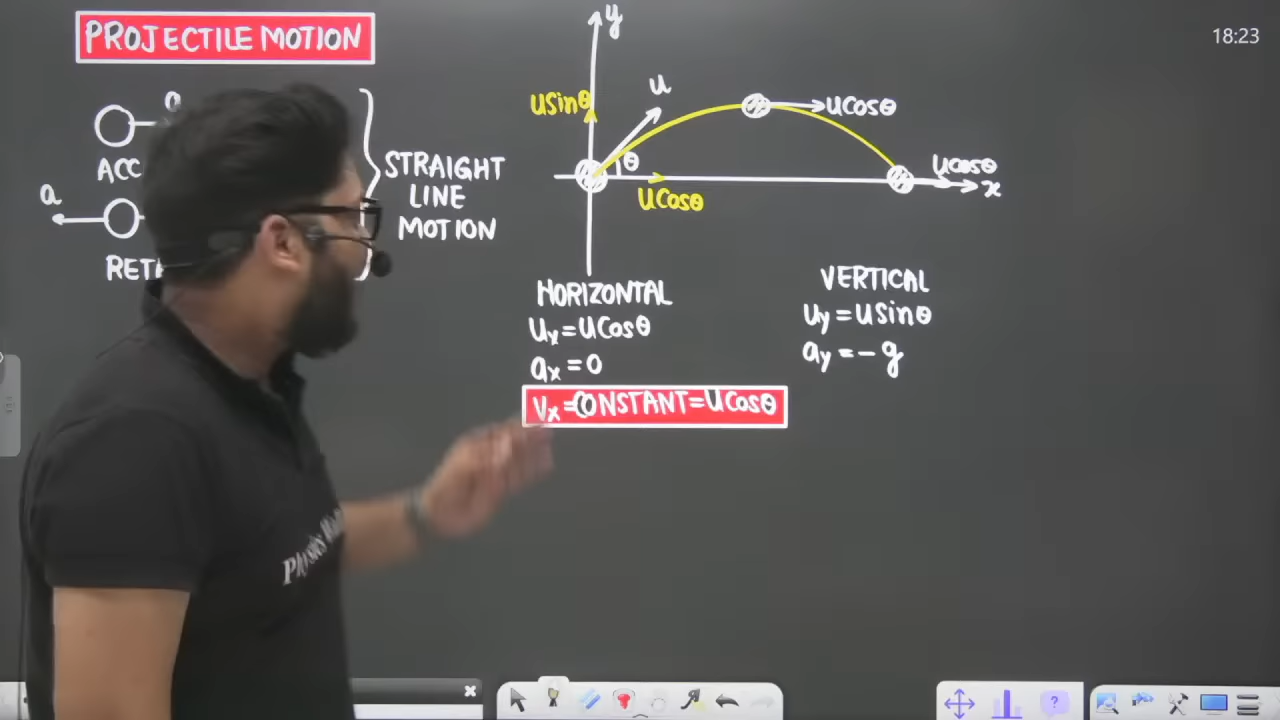 PROJECTILE MOTION
18:23
y
u
usinθ
ucosθ
θ
ucosθ
x
ucosθ
a
ACC
a
STRAIGHT
LINE
MOTION
HORIZONTAL
ux=ucosθ
ax=0
Vx=CONSTANT=ucosθ
VERTICAL
uy=usinθ
ay=-g
Physics